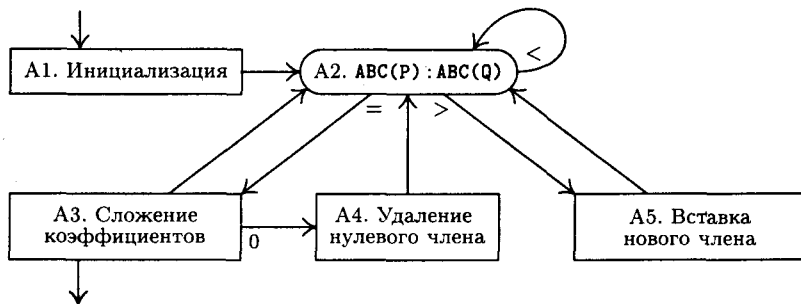 A1. Инициализация
A2. ABC(P):ABC(Q)
<
=
>
A3. Сложение
коэффициентов
0
A4. Удаление
нулевого члена
A5. Вставка
нового члена